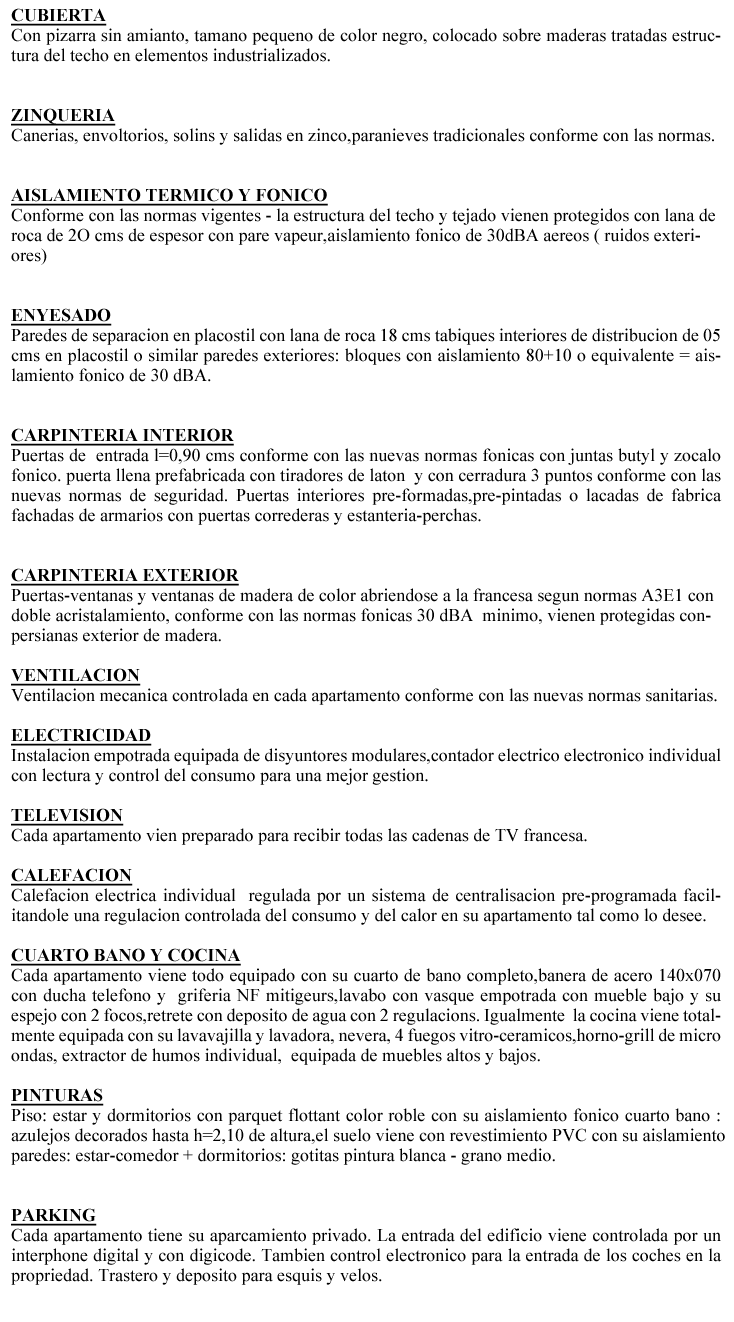 CUBIERTA
Con pizarra sin amianto, tamano pequeno de color negro, colocado sobre maderas tratadas estruc-
tura del techo en elementos industrializados.
ZINQUERIA
Canerias, envoltorios, solins y salidas en zinco,paranieves tradicionales conforme con las normas.
AISLAMIENTO TERMICO Y FONICO
Conforme con las normas vigentes - la estructura del techo y tejado vienen protegidos con lana de
roca de 2O cms de espesor con pare vapeur,aislamiento fonico de 30dBA aereos ( ruidos exteri-
ores)
ENYESADO
Paredes de separacion en placostil con lana de roca 18 cms tabiques interiores de distribucion de 05
cms en placostil o similar paredes exteriores: bloques con aislamiento 80+10 o equivalente = ais-
lamiento fonico de 30 dBA.
CARPINTERIA INTERIOR
Puertas de  entrada l=0,90 cms conforme con las nuevas normas fonicas con juntas butyl y zocalo
fonico. puerta llena prefabricada con tiradores de laton  y con cerradura 3 puntos conforme con las
nuevas normas de seguridad. Puertas interiores pre-formadas,pre-pintadas o lacadas de fabrica
fachadas de armarios con puertas correderas y estanteria-perchas.
CARPINTERIA EXTERIOR
Puertas-ventanas y ventanas de madera de color abriendose a la francesa segun normas A3E1 con
doble acristalamiento, conforme con las normas fonicas 30 dBA  minimo, vienen protegidas con-
persianas exterior de madera.
VENTILACION
Ventilacion mecanica controlada en cada apartamento conforme con las nuevas normas sanitarias.
ELECTRICIDAD
Instalacion empotrada equipada de disyuntores modulares,contador electrico electronico individual
con lectura y control del consumo para una mejor gestion.
TELEVISION
Cada apartamento vien preparado para recibir todas las cadenas de TV francesa.
CALEFACION
Calefacion electrica individual  regulada por un sistema de centralisacion pre-programada facil-
itandole una regulacion controlada del consumo y del calor en su apartamento tal como lo desee.
CUARTO BANO Y COCINA
Cada apartamento viene todo equipado con su cuarto de bano completo,banera de acero 140x070
con ducha telefono y  griferia NF mitigeurs,lavabo con vasque empotrada con mueble bajo y su
espejo con 2 focos,retrete con deposito de agua con 2 regulacions. Igualmente  la cocina viene total-
mente equipada con su lavavajilla y lavadora, nevera, 4 fuegos vitro-ceramicos,horno-grill de micro
ondas, extractor de humos individual,  equipada de muebles altos y bajos.
PINTURAS
Piso: estar y dormitorios con parquet flottant color roble con su aislamiento fonico cuarto bano :
azulejos decorados hasta h=2,10 de altura,el suelo viene con revestimiento PVC con su aislamiento
paredes: estar-comedor + dormitorios: gotitas pintura blanca - grano medio.
PARKING
Cada apartamento tiene su aparcamiento privado. La entrada del edificio viene controlada por un
interphone digital y con digicode. Tambien control electronico para la entrada de los coches en la
propriedad. Trastero y deposito para esquis y velos.